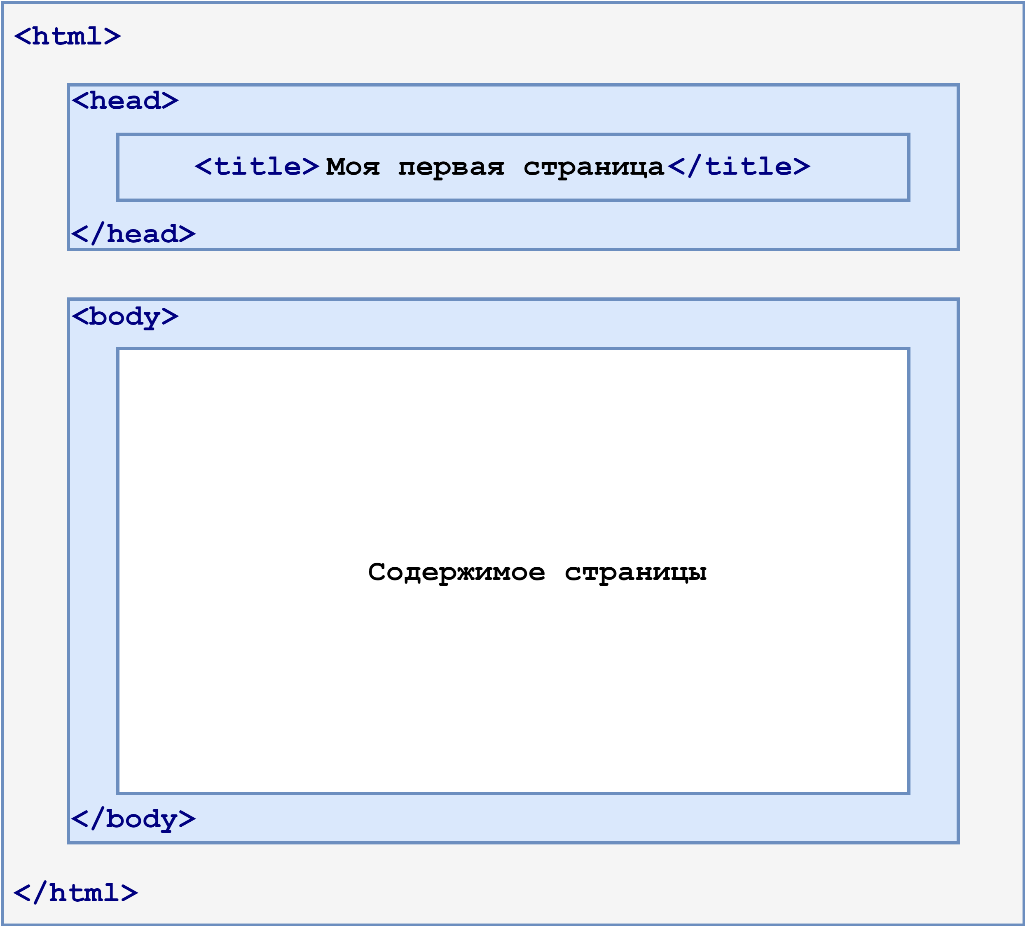 <html>
<head>
<title>Моя первая страница</title>
</head>
<body>
Содержимое страницы
</body>
</html>